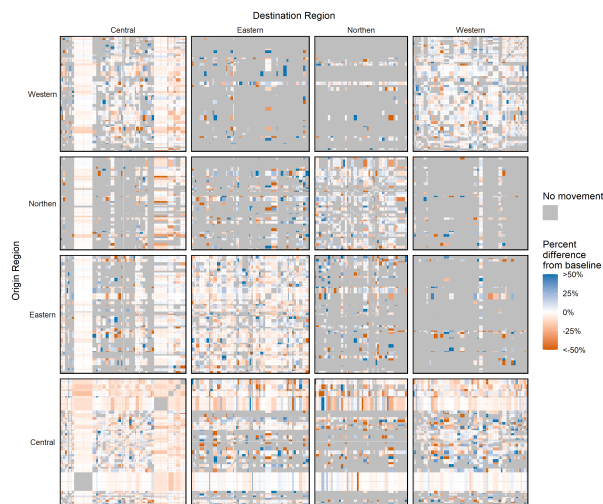 Destination Region
Central
Eastern
Northen
Western
Origin Region
Western
Northen
Eastern
Central
No movement
Percent
difference
from baseline
>50%
25%
0%
-25%
<-50%